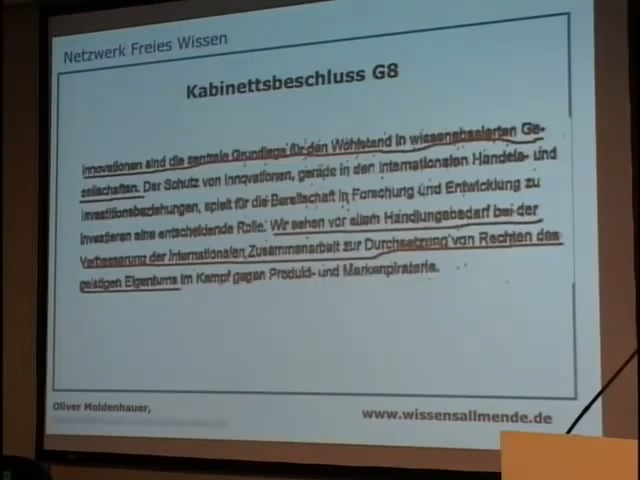 Netzwerk Freies Wissen
Kabinettsbeschluss G8
Innovationen sind die zentrale Grundlage für den Wohlstand in wissensbasierten Ge-
sellschaften. Der Schutz von Innovationen, gerade in den internationalen Handels- und
Investitionsbeziehungen, spielt für die Bereitschaft in Forschung und Entwicklung zu
investieren eine entscheidende Rolle. Wir sehen vor allem Handlungsbedarf bei der
Verbesserung der internationalen Zusammenarbeit zur Durchsetzung von Rechten des
geistigen Eigentums im Kampf gegen Produkt- und Markenpiraterie.
Oliver Moldenhauer,
www.wissensallmende.de